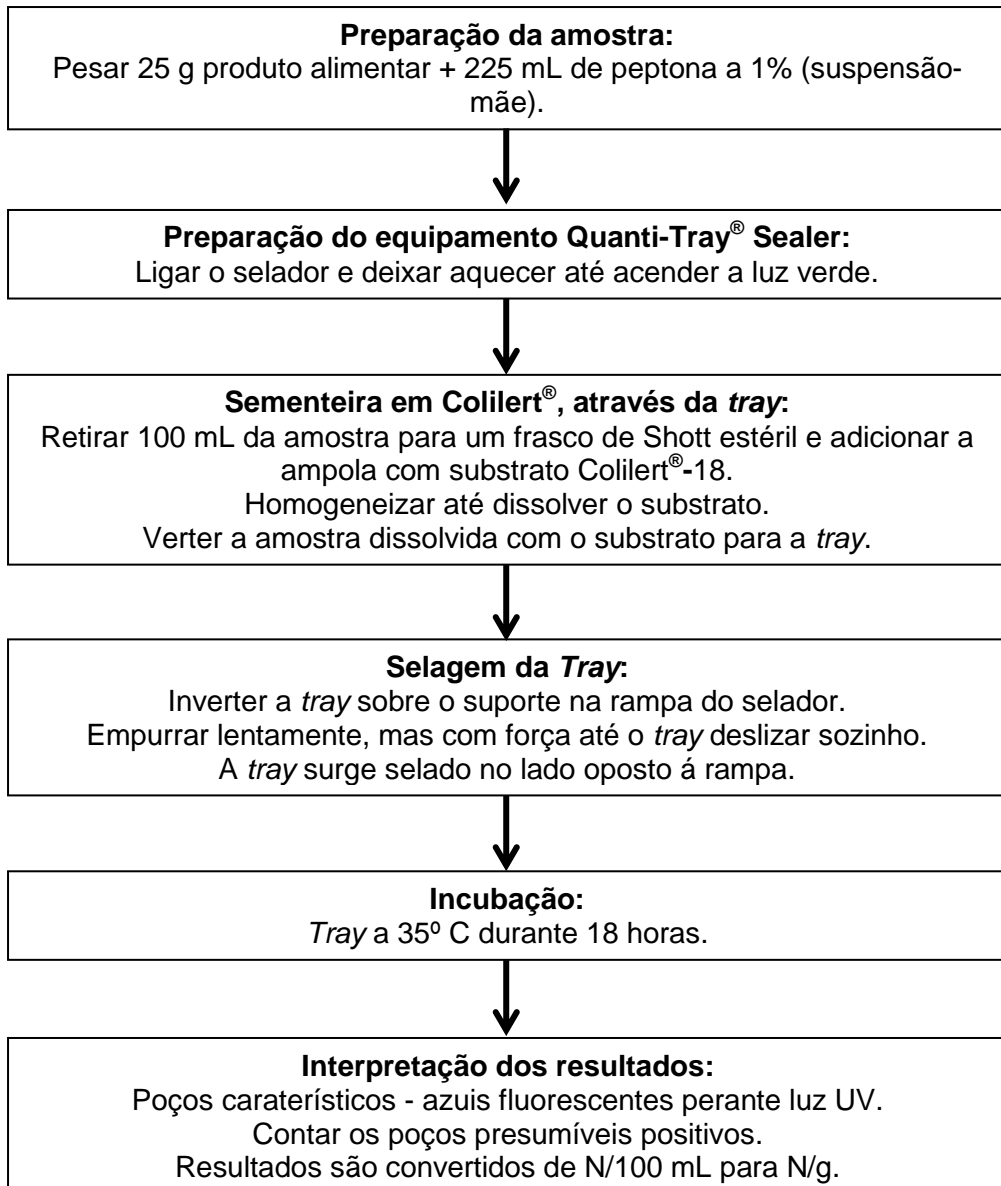 Preparação da amostra:
Pesar 25 g produto alimentar + 225 mL de peptona a 1% (suspensão-
mãe).
Preparação do equipamento Quanti-Tray® Sealer:
Ligar o selador e deixar aquecer até acender a luz verde.
Sementeira em Colilert®, através da tray:
Retirar 100 mL da amostra para um frasco de Shott estéril e adicionar a
ampola com substrato Colilert®-18.
Homogeneizar até dissolver o substrato.
Verter a amostra dissolvida com o substrato para a tray.
Selagem da Tray:
Inverter a tray sobre o suporte na rampa do selador.
Empurrar lentamente, mas com força até o tray deslizar sozinho.
A tray surge selado no lado oposto á rampa.
Incubação:
Tray a 35º C durante 18 horas.
Interpretação dos resultados:
Poços caraterísticos - azuis fluorescentes perante luz UV.
Contar os poços presumíveis positivos.
Resultados são convertidos de N/100 mL para N/g.